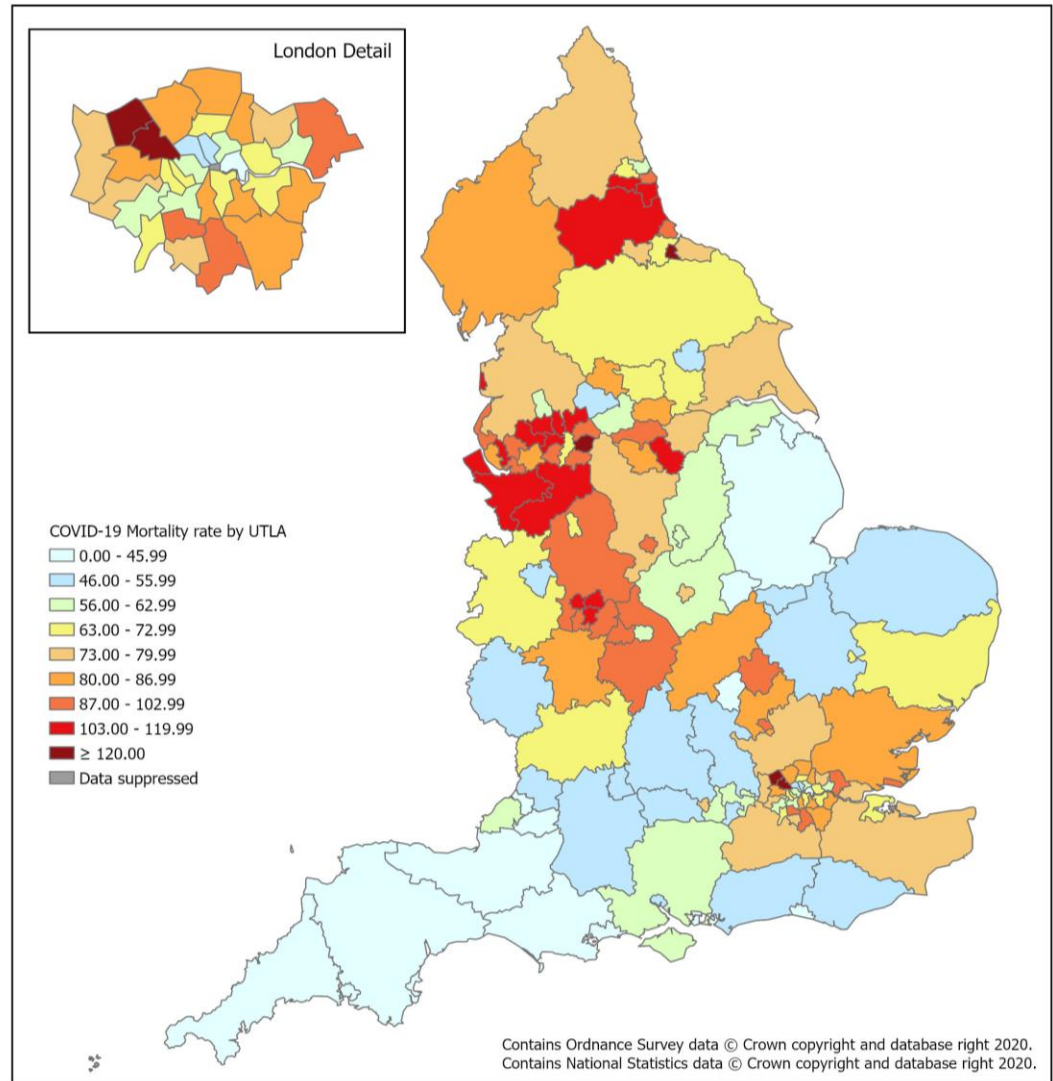 London Detail
COVID-19 Mortality rate by UTLA
0.00 - 45.99
46.00 - 55.99
56.00 - 62.99
63.00 - 72.99
73.00 - 79.99
80.00 - 86.99
87.00 - 102.99
103.00 - 119.99
≥ 120.00
Data suppressed
Contains Ordnance Survey data © Crown copyright and database right 2020.
Contains National Statistics data © Crown copyright and database right 2020.